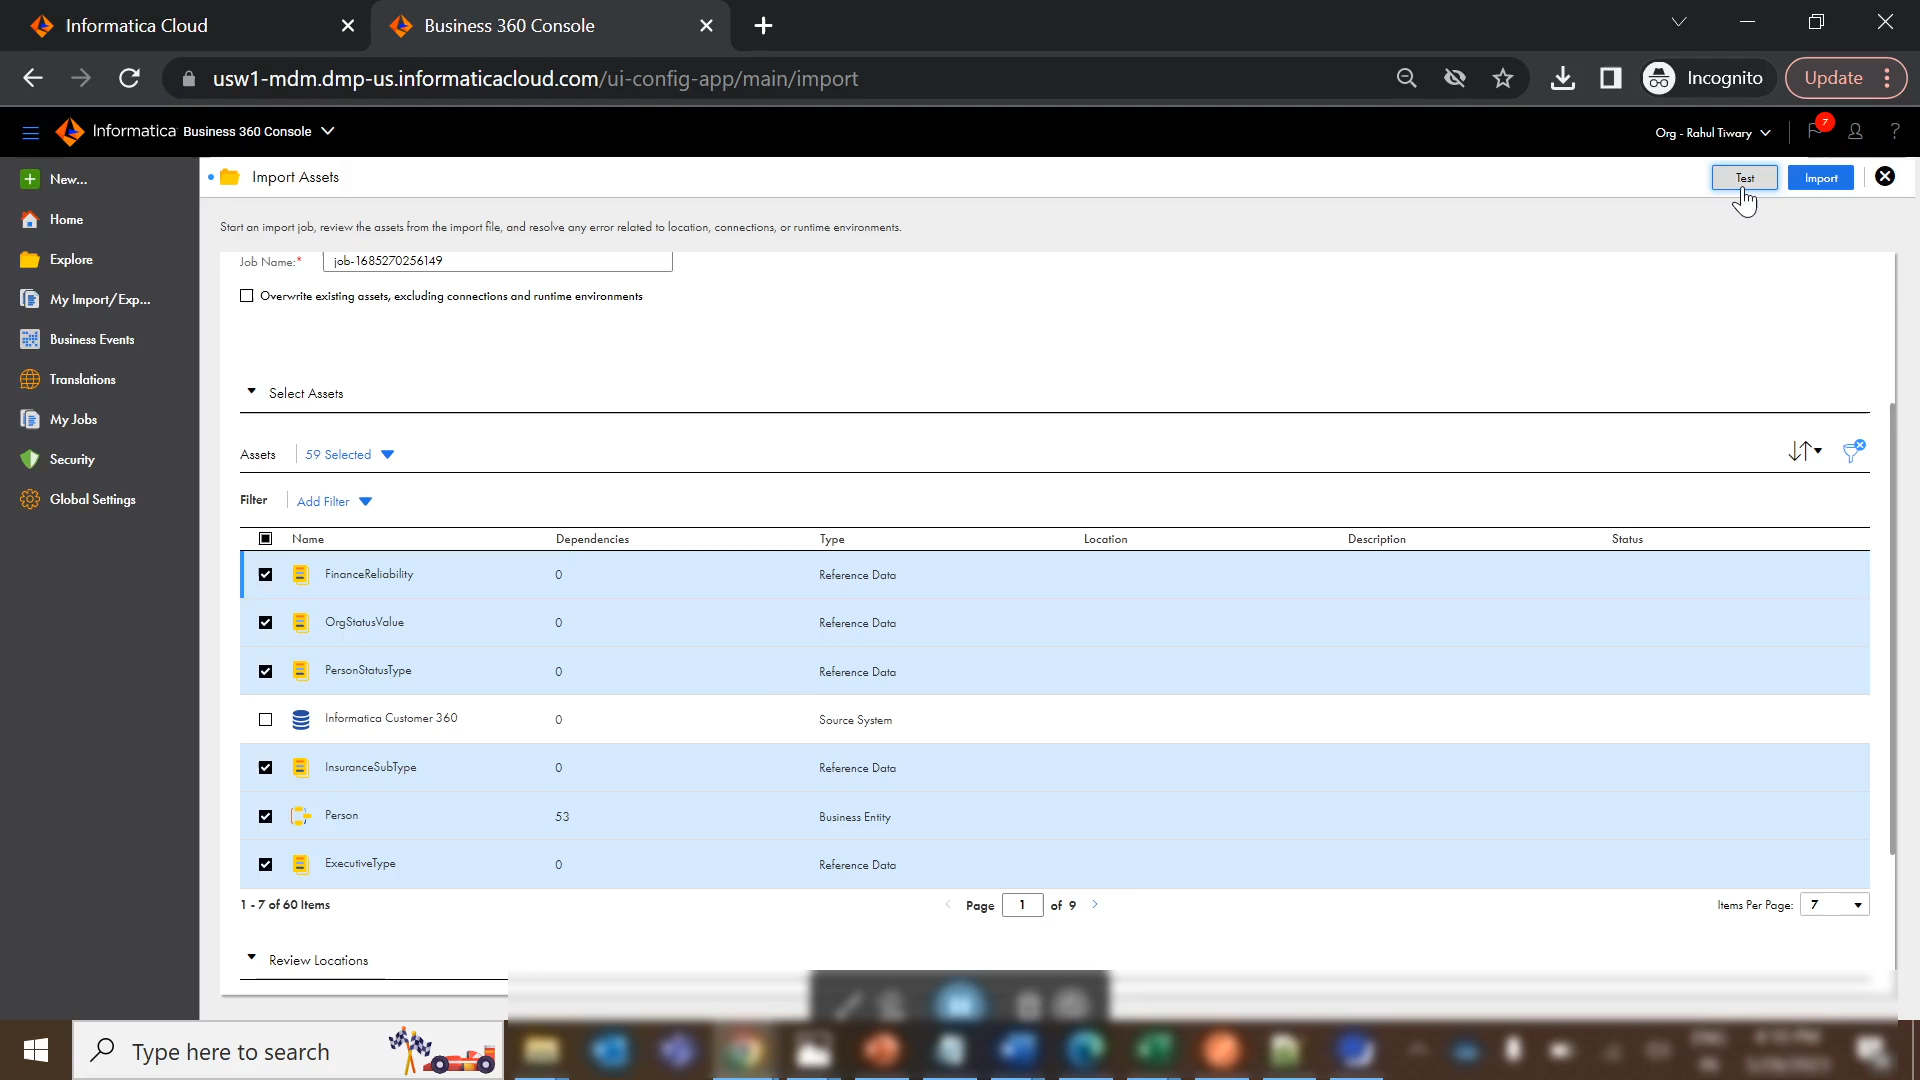 Informatica Cloud
Business 360 Console
usw1-mdm.dmp-us.informaticacloud.com/ui-config-app/main/import
Incognito
Update
Informatica Business 360 Console
Org - Rahul Tiwary
7
?
New...
Home
Explore
My Import/Exp...
Business Events
Translations
My Jobs
Security
Global Settings
Import Assets
Test
Import
Start an import job, review the assets from the import file, and resolve any error related to location, connections, or runtime environments.
Job Name:* job-1685270256149
Overwrite existing assets, excluding connections and runtime environments
Select Assets
Assets 59 Selected
Filter Add Filter
Name Dependencies Type Location Description Status
FinanceReliability 0 Reference Data
OrgStatusValue 0 Reference Data
PersonStatusType 0 Reference Data
Informatica Customer 360 0 Source System
InsuranceSubType 0 Reference Data
Person 53 Business Entity
ExecutiveType 0 Reference Data
1 - 7 of 60 Items
Page 1 of 9
Items Per Page: 7
Review Locations
Type here to search